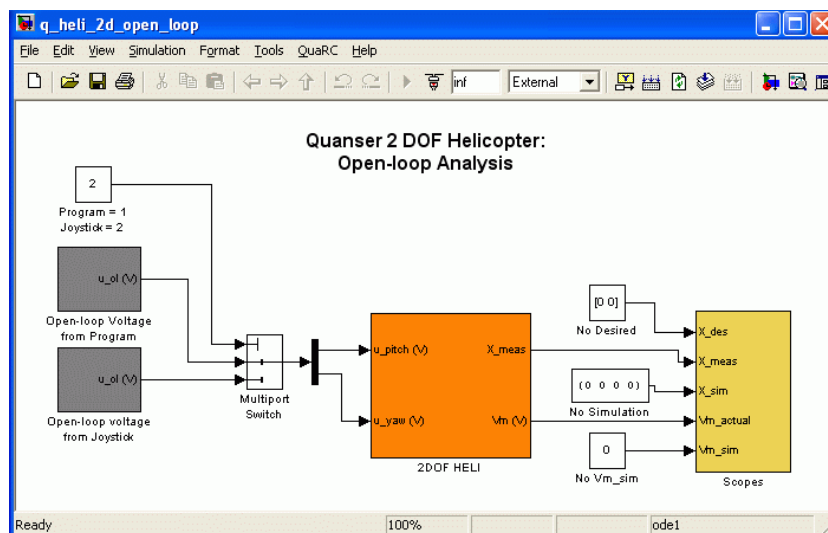 q_heli_2d_open_loop
File Edit View Simulation Format Tools QuaRC Help
inf External
Quanser 2 DOF Helicopter:
Open-loop Analysis
2
Program = 1
Joystick = 2
u_ol (V)
Open-loop Voltage
from Program
u_ol (V)
Open-loop voltage
from Joystick
Multiport
Switch
u_pitch (V)
X_meas
u_yaw (V)
Vm (V)
2DOF HELI
[0 0]
No Desired
(0 0 0 0)
No Simulation
0
No Vm_sim
X_des
X_meas
X_sim
Vm_actual
Vm_sim
Scopes
Ready 100% ode1